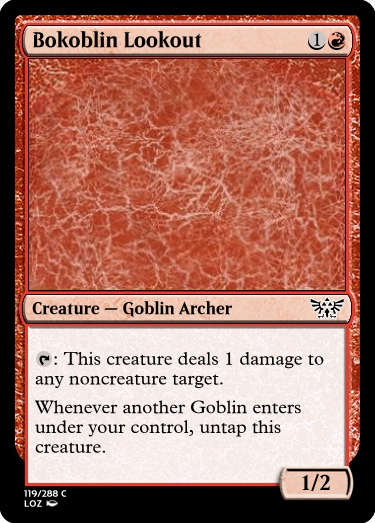 Bokoblin Lookout 1
Creature — Goblin Archer
: This creature deals 1 damage to
any noncreature target.
Whenever another Goblin enters
under your control, untap this
creature.
1/2
119/288 C
LOZ